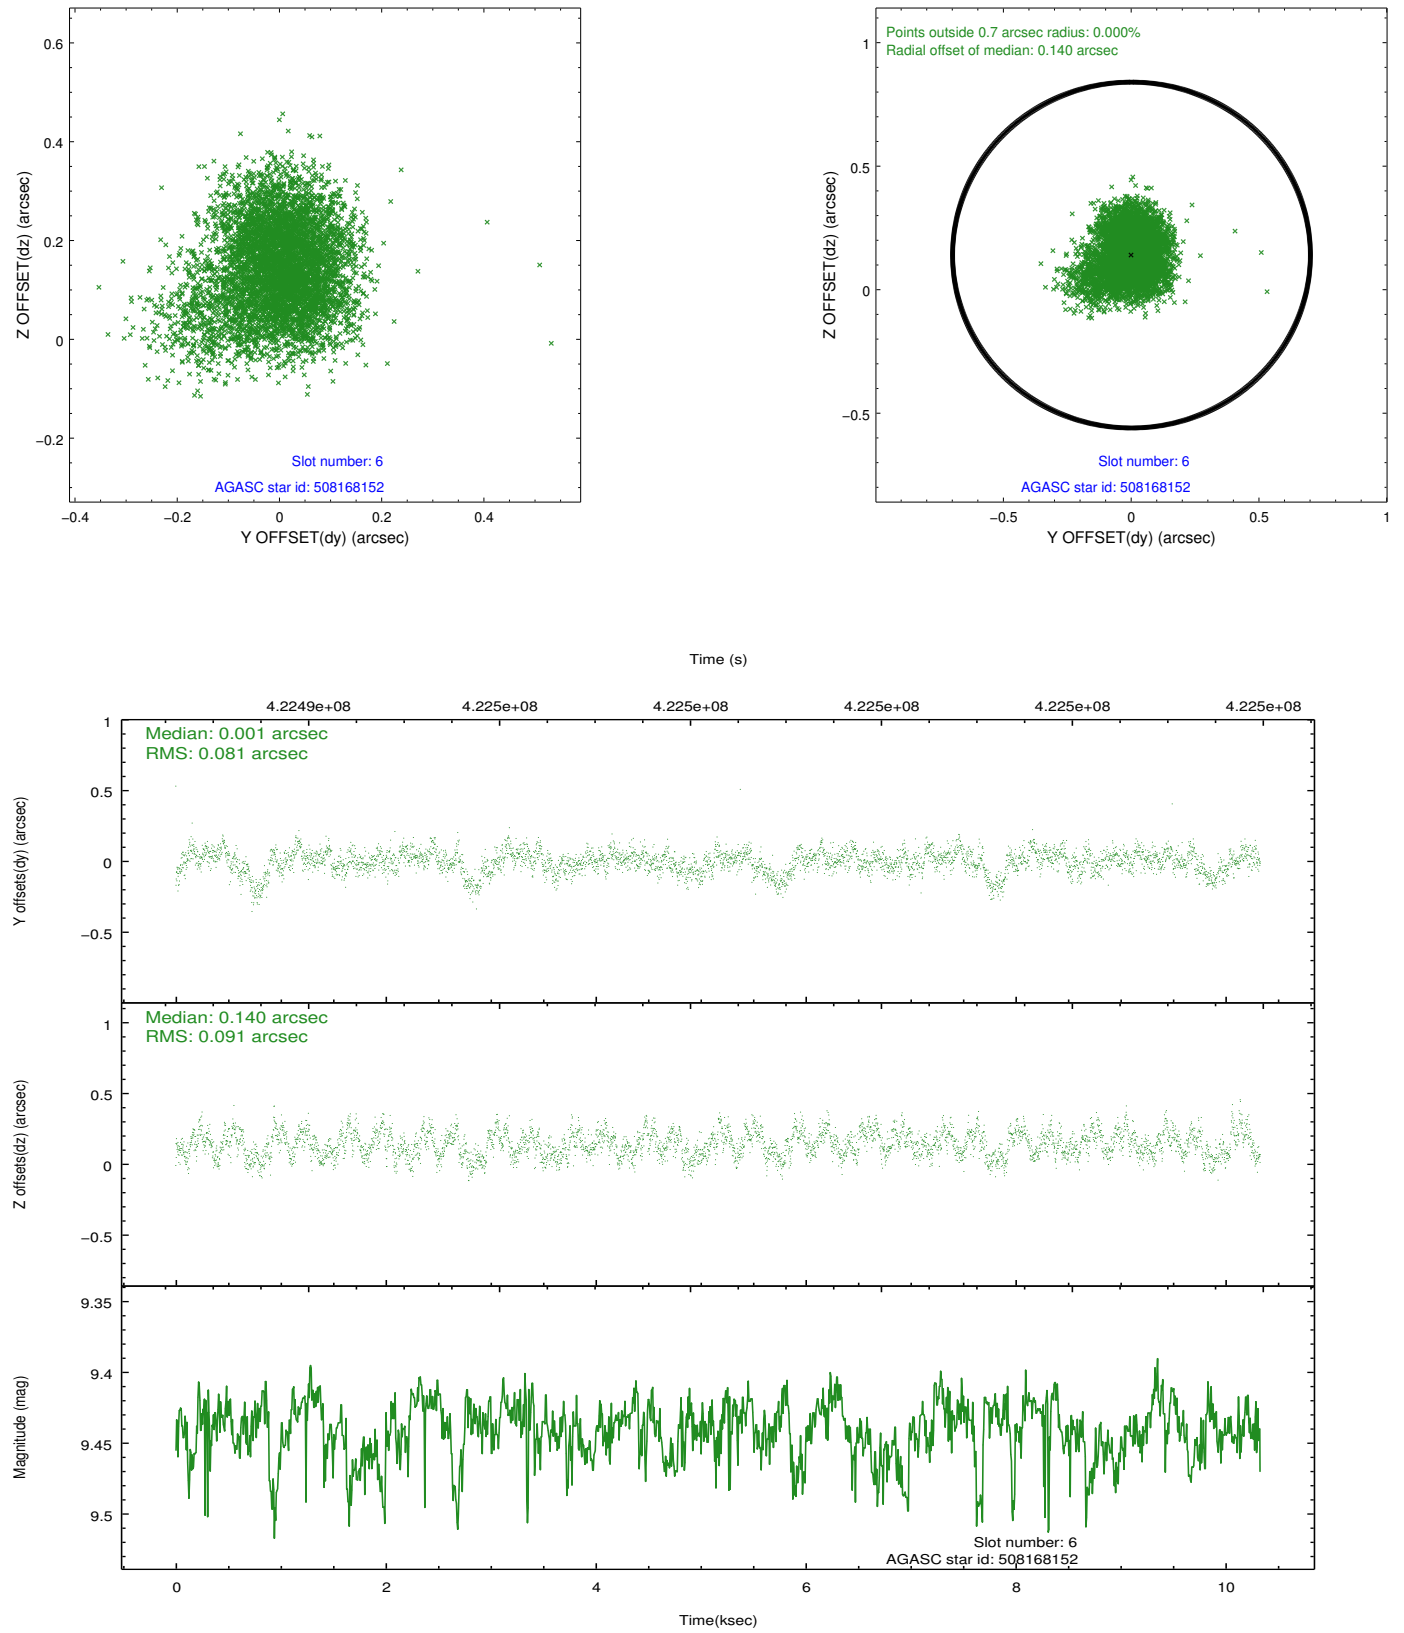 0.6
0.4
0.2
0
−0.2
−0.4
−0.2
0
0.2
0.4
Z OFFSET(dz) (arcsec)
Y OFFSET(dy) (arcsec)
Slot number: 6
AGASC star id: 508168152
Points outside 0.7 arcsec radius: 0.000%
Radial offset of median: 0.140 arcsec
1
0.5
0
−0.5
−0.5
0
0.5
1
Z OFFSET(dz) (arcsec)
Y OFFSET(dy) (arcsec)
Slot number: 6
AGASC star id: 508168152
Time (s)
4.2249e+08
4.225e+08
4.225e+08
4.225e+08
4.225e+08
4.225e+08
Median: 0.001 arcsec
RMS: 0.081 arcsec
1
0.5
0
−0.5
Y offsets(dy) (arcsec)
Median: 0.140 arcsec
RMS: 0.091 arcsec
1
0.5
0
−0.5
Z offsets(dz) (arcsec)
9.35
9.4
9.45
9.5
Magnitude (mag)
Slot number: 6
AGASC star id: 508168152
0
2
4
6
8
10
Time(ksec)